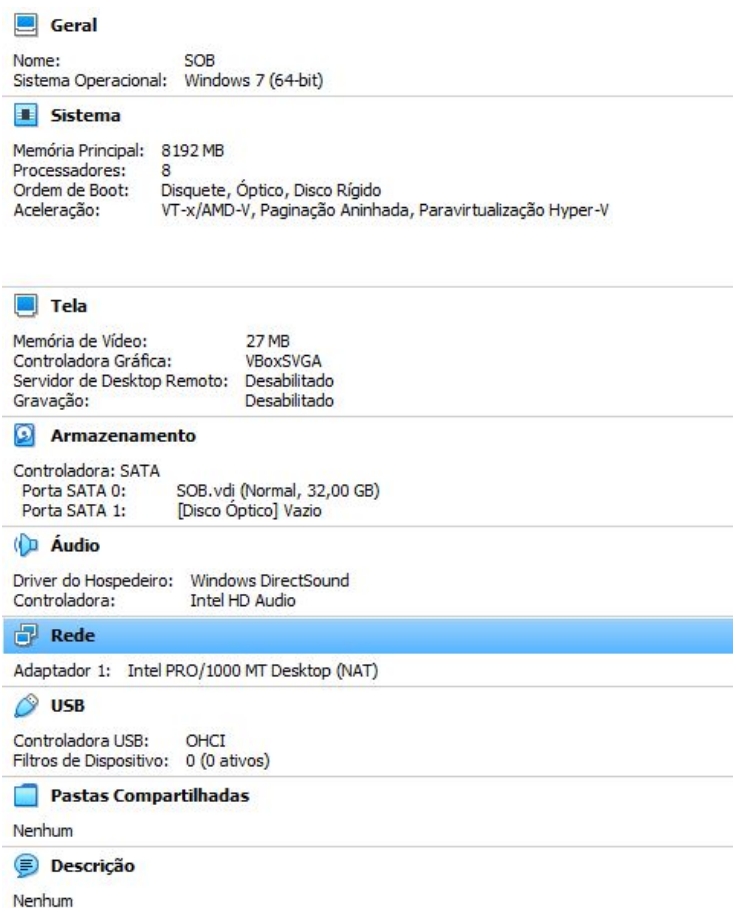 Geral
Nome: SOB
Sistema Operacional: Windows 7 (64-bit)
Sistema
Memória Principal: 8192 MB
Processadores: 8
Ordem de Boot: Disquete, Óptico, Disco Rígido
Aceleração: VT-x/AMD-V, Paginação Aninhada, Paravirtualização Hyper-V
Tela
Memória de Vídeo: 27 MB
Controladora Gráfica: VBoxSVGA
Servidor de Desktop Remoto: Desabilitado
Gravação: Desabilitado
Armazenamento
Controladora: SATA
Porta SATA 0: SOB.vdi (Normal, 32,00 GB)
Porta SATA 1: [Disco Óptico] Vazio
Áudio
Driver do Hospedeiro: Windows DirectSound
Controladora: Intel HD Audio
Rede
Adaptador 1: Intel PRO/1000 MT Desktop (NAT)
USB
Controladora USB: OHCI
Filtros de Dispositivo: 0 (0 ativos)
Pastas Compartilhadas
Nenhum
Descrição
Nenhum